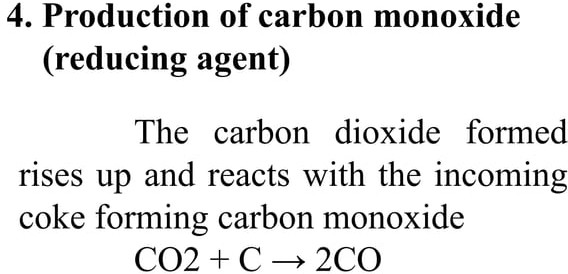 4. Production of carbon monoxide
(reducing agent)
The carbon dioxide formed
rises up and reacts with the incoming
coke forming carbon monoxide
CO2 + C → 2CO